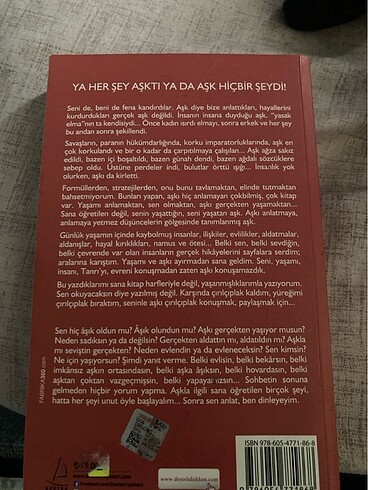 YA HER ŞEY AŞKTI YA DA AŞK HİÇBİR ŞEYDİ!
Seni de, beni de fena kandırdılar. Aşk diye bize anlattıkları, hayallerini
kurdurdukları gerçek aşk değildi. İnsanın insana duyduğu aşk, "yasak
elma"nın ta kendisiydi... Önce kadın ısırdı elmayı, sonra erkek ve her şey
bu andan sonra şekillendi.
Savaşların, paranın hükümdarlığında, korku imparatorluklarında, aşk en
çok korkulandı ve bir o kadar da çarpıtılmaya çalışılan... Aşk ağza sakız
edildi, bazen içi boşaltıldı, bazen günah dendi, bazen ağdalı sözcüklere
sebep oldu. Üstüne perdeler indi, bulutlar örttü ışığı... İnsanlık yok
olurken, aşkı da kirletti.
Formüllerden, stratejilerden, onu bunu tavlamaktan, elinde tutmaktan
bahsetmiyorum. Bunları yapan, aşkı hiç anlamayan çokbilmiş, çok kitap
var. Yaşamı anlamaktan, sen olmaktan, aşkı gerçekten yaşamaktan...
Sana öğretilen değil, senin yaşattığın, seni yaşatan aşk. Aşkı anlatmaya,
anlamaya yetmez düşüncelerin gölgesinde tanımlanmış aşk.
Günlük yaşamın içinde kaybolmuş insanlar, ilişkiler, evlilikler, aldatmalar,
aldanışlar, hayal kırıklıkları, namus ve ötesi... Belki sen, belki sevdiğin,
belki çevrende var olan insanların gerçek hikâyelerini sayfalara serdim;
aralarına karıştım. Yaşamı ve aşkı ayırmadan sana geldim. Seni, yaşamı,
insanı, Tanrı'yı, evreni konuşmadan zaten aşkı konuşamazdık.
Bu yazdıklarımı sana kitap harfleriyle değil, yaşanmışlıklarımla yazıyorum.
Sen okuyacaksın diye yazılmış değil. Karşında çırılçıplak kaldım, yüreğimi
çırılçıplak bıraktım, seninle aşkı çırılçıplak konuşmak, paylaşmak için...
Sen hiç âşık oldun mu? Âşık olundun mu? Aşkı gerçekten yaşıyor musun?
Neden sadıksın ya da değilsin? Gerçekten aldattın mı, aldatıldın mı? Aşkla
mı seviştin gerçekten? Neden evlendin ya da evleneceksin? Sen kimsin?
Ne için yaşıyorsun? Şimdi yanıt verme. Belki evlisin, belki bekârsın, belki
imkânsız aşkın ortasındasın, belki aşka âşıksın, belki hovardasın, belki
aşktan çoktan vazgeçmişsin, belki yapayalnızsın... Sohbetin sonuna
gelmeden hiçbir yorum yapma. Aşkla ilgili sana öğretilen birçok şeyi,
hatta her şeyi unut öyle başlayalım... Sonra sen anlat, ben dinleyeyim.
ISBN 978-605-4771-86-8
www.destekdukkan.com